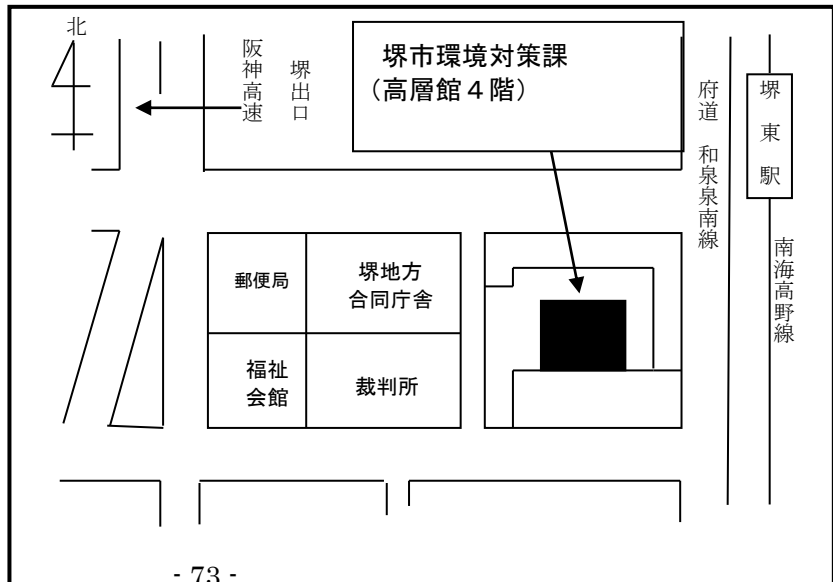 北
阪神高速
堺出口
堺市環境対策課
(高層館４階)
府道 和泉泉南線
堺東駅
南海高野線
郵便局
堺地方
合同庁舎
福祉
会館
裁判所
- 73 -